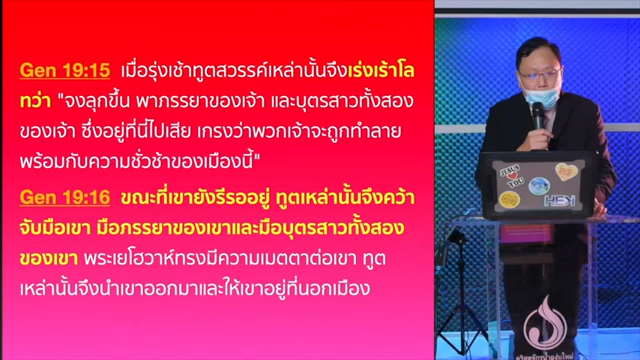 Gen 19:15 เมื่อรุ่งเช้าทูตสวรรค์เหล่านั้นจึงเร่งเร้าโล
ทว่า "จงลุกขึ้น พาภรรยาของเจ้า และบุตรสาวทั้งสอง
ของเจ้า ซึ่งอยู่ที่นี่ไปเสีย เกรงว่าพวกเจ้าจะถูกทำลาย
พร้อมกับความชั่วช้าของเมืองนี้"
Gen 19:16 ขณะที่เขายังรีรออยู่ ทูตเหล่านั้นจึงคว้า
จับมือเขา มือภรรยาของเขาและมือบุตรสาวทั้งสอง
ของเขา พระเยโฮวาห์ทรงมีความเมตตาต่อเขา ทูต
เหล่านั้นจึงนำเขาออกมาและให้เขาอยู่ที่นอกเมือง
JESUS
YOU